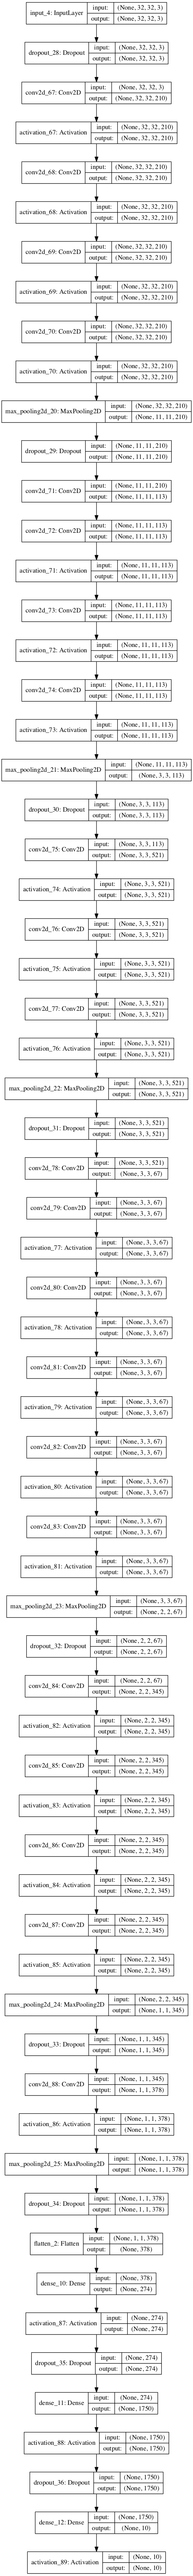 input_4: InputLayer input: (None, 32, 32, 3)
output: (None, 32, 32, 3)
dropout_28: Dropout input: (None, 32, 32, 3)
output: (None, 32, 32, 3)
conv2d_67: Conv2D input: (None, 32, 32, 3)
output: (None, 32, 32, 210)
activation_67: Activation input: (None, 32, 32, 210)
output: (None, 32, 32, 210)
conv2d_68: Conv2D input: (None, 32, 32, 210)
output: (None, 32, 32, 210)
activation_68: Activation input: (None, 32, 32, 210)
output: (None, 32, 32, 210)
conv2d_69: Conv2D input: (None, 32, 32, 210)
output: (None, 32, 32, 210)
activation_69: Activation input: (None, 32, 32, 210)
output: (None, 32, 32, 210)
conv2d_70: Conv2D input: (None, 32, 32, 210)
output: (None, 32, 32, 210)
activation_70: Activation input: (None, 32, 32, 210)
output: (None, 32, 32, 210)
max_pooling2d_20: MaxPooling2D input: (None, 32, 32, 210)
output: (None, 11, 11, 210)
dropout_29: Dropout input: (None, 11, 11, 210)
output: (None, 11, 11, 210)
conv2d_71: Conv2D input: (None, 11, 11, 210)
output: (None, 11, 11, 113)
conv2d_72: Conv2D input: (None, 11, 11, 113)
output: (None, 11, 11, 113)
activation_71: Activation input: (None, 11, 11, 113)
output: (None, 11, 11, 113)
conv2d_73: Conv2D input: (None, 11, 11, 113)
output: (None, 11, 11, 113)
activation_72: Activation input: (None, 11, 11, 113)
output: (None, 11, 11, 113)
conv2d_74: Conv2D input: (None, 11, 11, 113)
output: (None, 11, 11, 113)
activation_73: Activation input: (None, 11, 11, 113)
output: (None, 11, 11, 113)
max_pooling2d_21: MaxPooling2D input: (None, 11, 11, 113)
output: (None, 3, 3, 113)
dropout_30: Dropout input: (None, 3, 3, 113)
output: (None, 3, 3, 113)
conv2d_75: Conv2D input: (None, 3, 3, 113)
output: (None, 3, 3, 521)
activation_74: Activation input: (None, 3, 3, 521)
output: (None, 3, 3, 521)
conv2d_76: Conv2D input: (None, 3, 3, 521)
output: (None, 3, 3, 521)
activation_75: Activation input: (None, 3, 3, 521)
output: (None, 3, 3, 521)
conv2d_77: Conv2D input: (None, 3, 3, 521)
output: (None, 3, 3, 521)
activation_76: Activation input: (None, 3, 3, 521)
output: (None, 3, 3, 521)
max_pooling2d_22: MaxPooling2D input: (None, 3, 3, 521)
output: (None, 3, 3, 521)
dropout_31: Dropout input: (None, 3, 3, 521)
output: (None, 3, 3, 521)
conv2d_78: Conv2D input: (None, 3, 3, 521)
output: (None, 3, 3, 67)
conv2d_79: Conv2D input: (None, 3, 3, 67)
output: (None, 3, 3, 67)
activation_77: Activation input: (None, 3, 3, 67)
output: (None, 3, 3, 67)
conv2d_80: Conv2D input: (None, 3, 3, 67)
output: (None, 3, 3, 67)
activation_78: Activation input: (None, 3, 3, 67)
output: (None, 3, 3, 67)
conv2d_81: Conv2D input: (None, 3, 3, 67)
output: (None, 3, 3, 67)
activation_79: Activation input: (None, 3, 3, 67)
output: (None, 3, 3, 67)
conv2d_82: Conv2D input: (None, 3, 3, 67)
output: (None, 3, 3, 67)
activation_80: Activation input: (None, 3, 3, 67)
output: (None, 3, 3, 67)
conv2d_83: Conv2D input: (None, 3, 3, 67)
output: (None, 3, 3, 67)
activation_81: Activation input: (None, 3, 3, 67)
output: (None, 3, 3, 67)
max_pooling2d_23: MaxPooling2D input: (None, 3, 3, 67)
output: (None, 2, 2, 67)
dropout_32: Dropout input: (None, 2, 2, 67)
output: (None, 2, 2, 67)
conv2d_84: Conv2D input: (None, 2, 2, 67)
output: (None, 2, 2, 345)
activation_82: Activation input: (None, 2, 2, 345)
output: (None, 2, 2, 345)
conv2d_85: Conv2D input: (None, 2, 2, 345)
output: (None, 2, 2, 345)
activation_83: Activation input: (None, 2, 2, 345)
output: (None, 2, 2, 345)
conv2d_86: Conv2D input: (None, 2, 2, 345)
output: (None, 2, 2, 345)
activation_84: Activation input: (None, 2, 2, 345)
output: (None, 2, 2, 345)
conv2d_87: Conv2D input: (None, 2, 2, 345)
output: (None, 2, 2, 345)
activation_85: Activation input: (None, 2, 2, 345)
output: (None, 2, 2, 345)
max_pooling2d_24: MaxPooling2D input: (None, 2, 2, 345)
output: (None, 1, 1, 345)
dropout_33: Dropout input: (None, 1, 1, 345)
output: (None, 1, 1, 345)
conv2d_88: Conv2D input: (None, 1, 1, 345)
output: (None, 1, 1, 378)
activation_86: Activation input: (None, 1, 1, 378)
output: (None, 1, 1, 378)
max_pooling2d_25: MaxPooling2D input: (None, 1, 1, 378)
output: (None, 1, 1, 378)
dropout_34: Dropout input: (None, 1, 1, 378)
output: (None, 1, 1, 378)
flatten_2: Flatten input: (None, 1, 1, 378)
output: (None, 378)
dense_10: Dense input: (None, 378)
output: (None, 274)
activation_87: Activation input: (None, 274)
output: (None, 274)
dropout_35: Dropout input: (None, 274)
output: (None, 274)
dense_11: Dense input: (None, 274)
output: (None, 1750)
activation_88: Activation input: (None, 1750)
output: (None, 1750)
dropout_36: Dropout input: (None, 1750)
output: (None, 1750)
dense_12: Dense input: (None, 1750)
output: (None, 10)
activation_89: Activation input: (None, 10)
output: (None, 10)